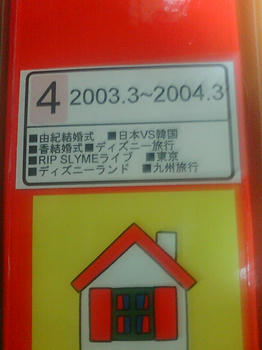 4 2003.3~2004.3
■由紀結婚式 ■日本VS韓国
■香結婚式■ディズニー旅行
■RIP SLYMEライブ ■東京
■ディズニーランド ■九州旅行